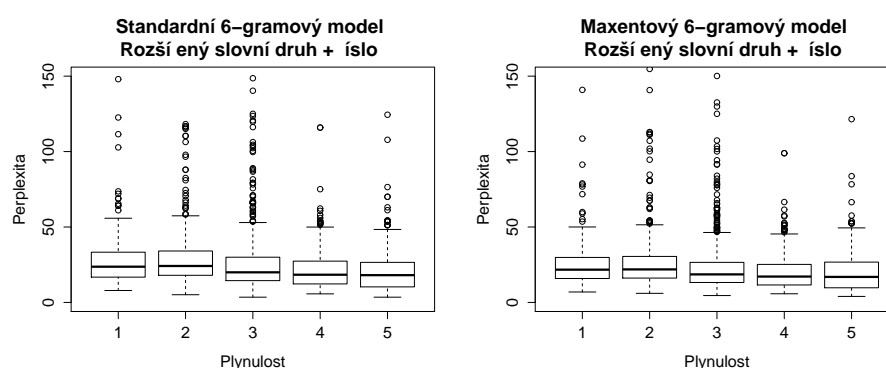 Standardní 6−gramový model
Rozší ený slovní druh + íslo
Perplexita
150
100
50
0
1 2 3 4 5
Plynulost
Maxentový 6−gramový model
Rozší ený slovní druh + íslo
Perplexita
150
100
50
0
1 2 3 4 5
Plynulost